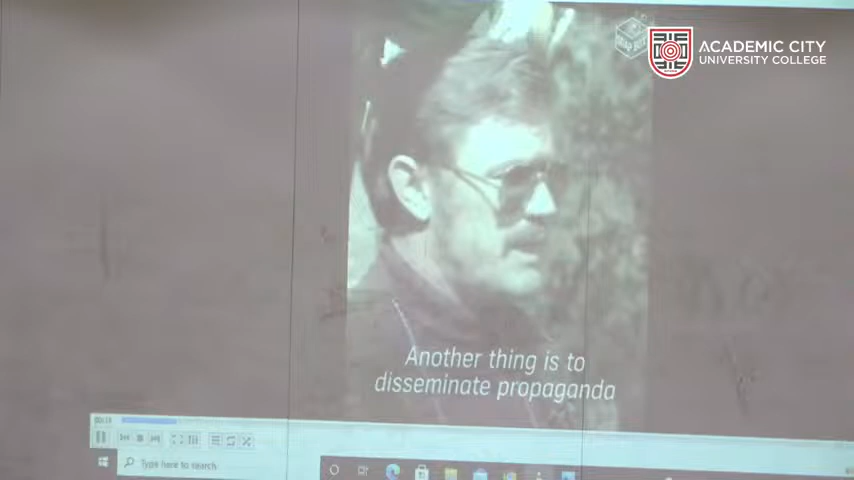 ACADEMIC CITY
UNIVERSITY COLLEGE
Another thing is to
disseminate propaganda
Type here to search